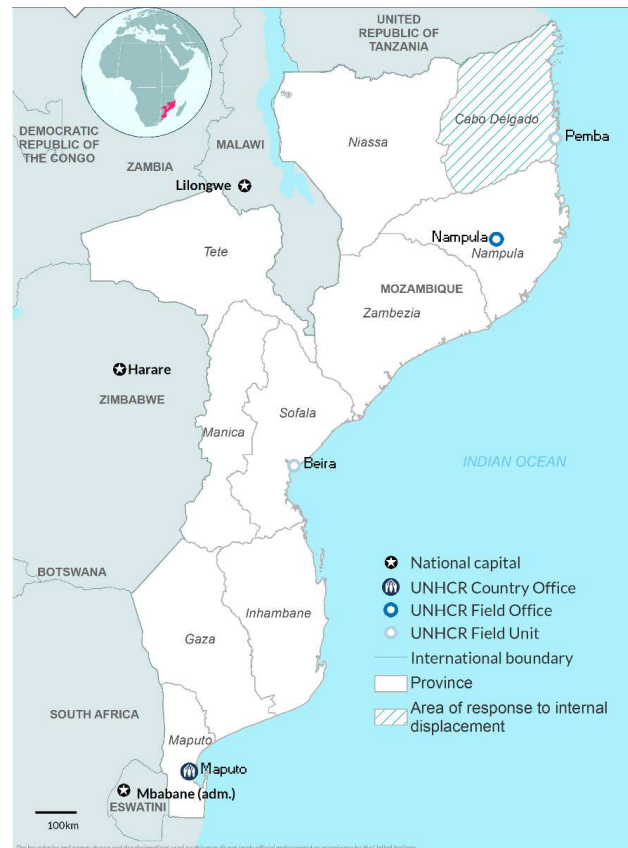 UNITED
REPUBLIC OF
TANZANIA
DEMOCRATIC
REPUBLIC OF
THE CONGO
ZAMBIA
MALAWI
Lilongwe
Niassa
Cabo Delgado
Pemba
Tete
Nampula
Nampula
MOZAMBIQUE
Zambezia
Harare
ZIMBABWE
Manica
Sofala
Beira
INDIAN OCEAN
BOTSWANA
Gaza
Inhambane
SOUTH AFRICA
Maputo
Maputo
Mbabane (adm.)
ESWATINI
National capital
UNHCR Country Office
UNHCR Field Office
UNHCR Field Unit
International boundary
Province
Area of response to internal
displacement
100km